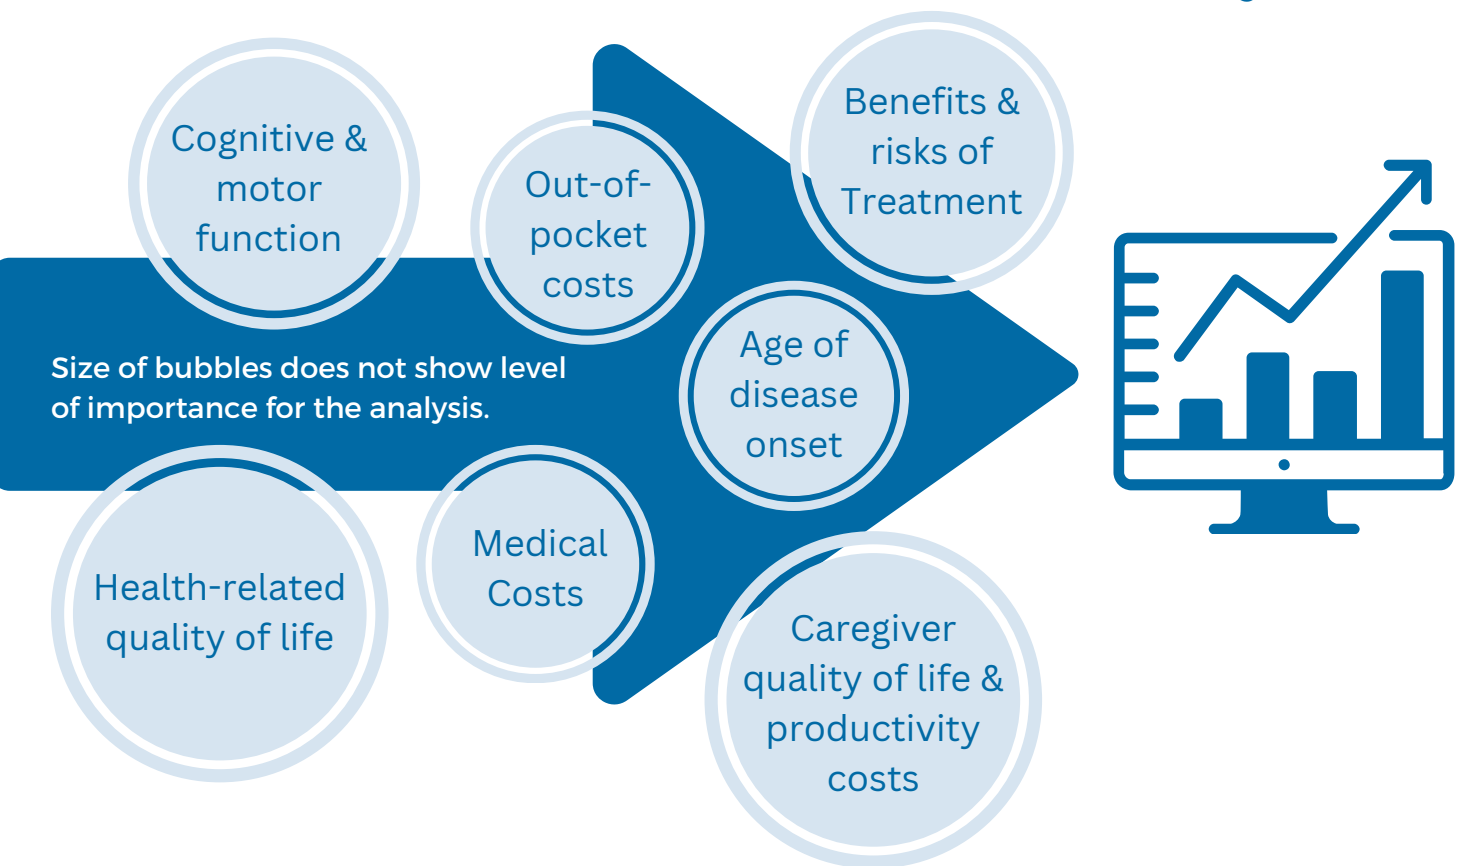 Cognitive &
motor
function
Out-of-
pocket
costs
Benefits &
risks of
Treatment
Age of
disease
onset
Size of bubbles does not show level
of importance for the analysis.
Health-related
quality of life
Medical
Costs
Caregiver
quality of life &
productivity
costs